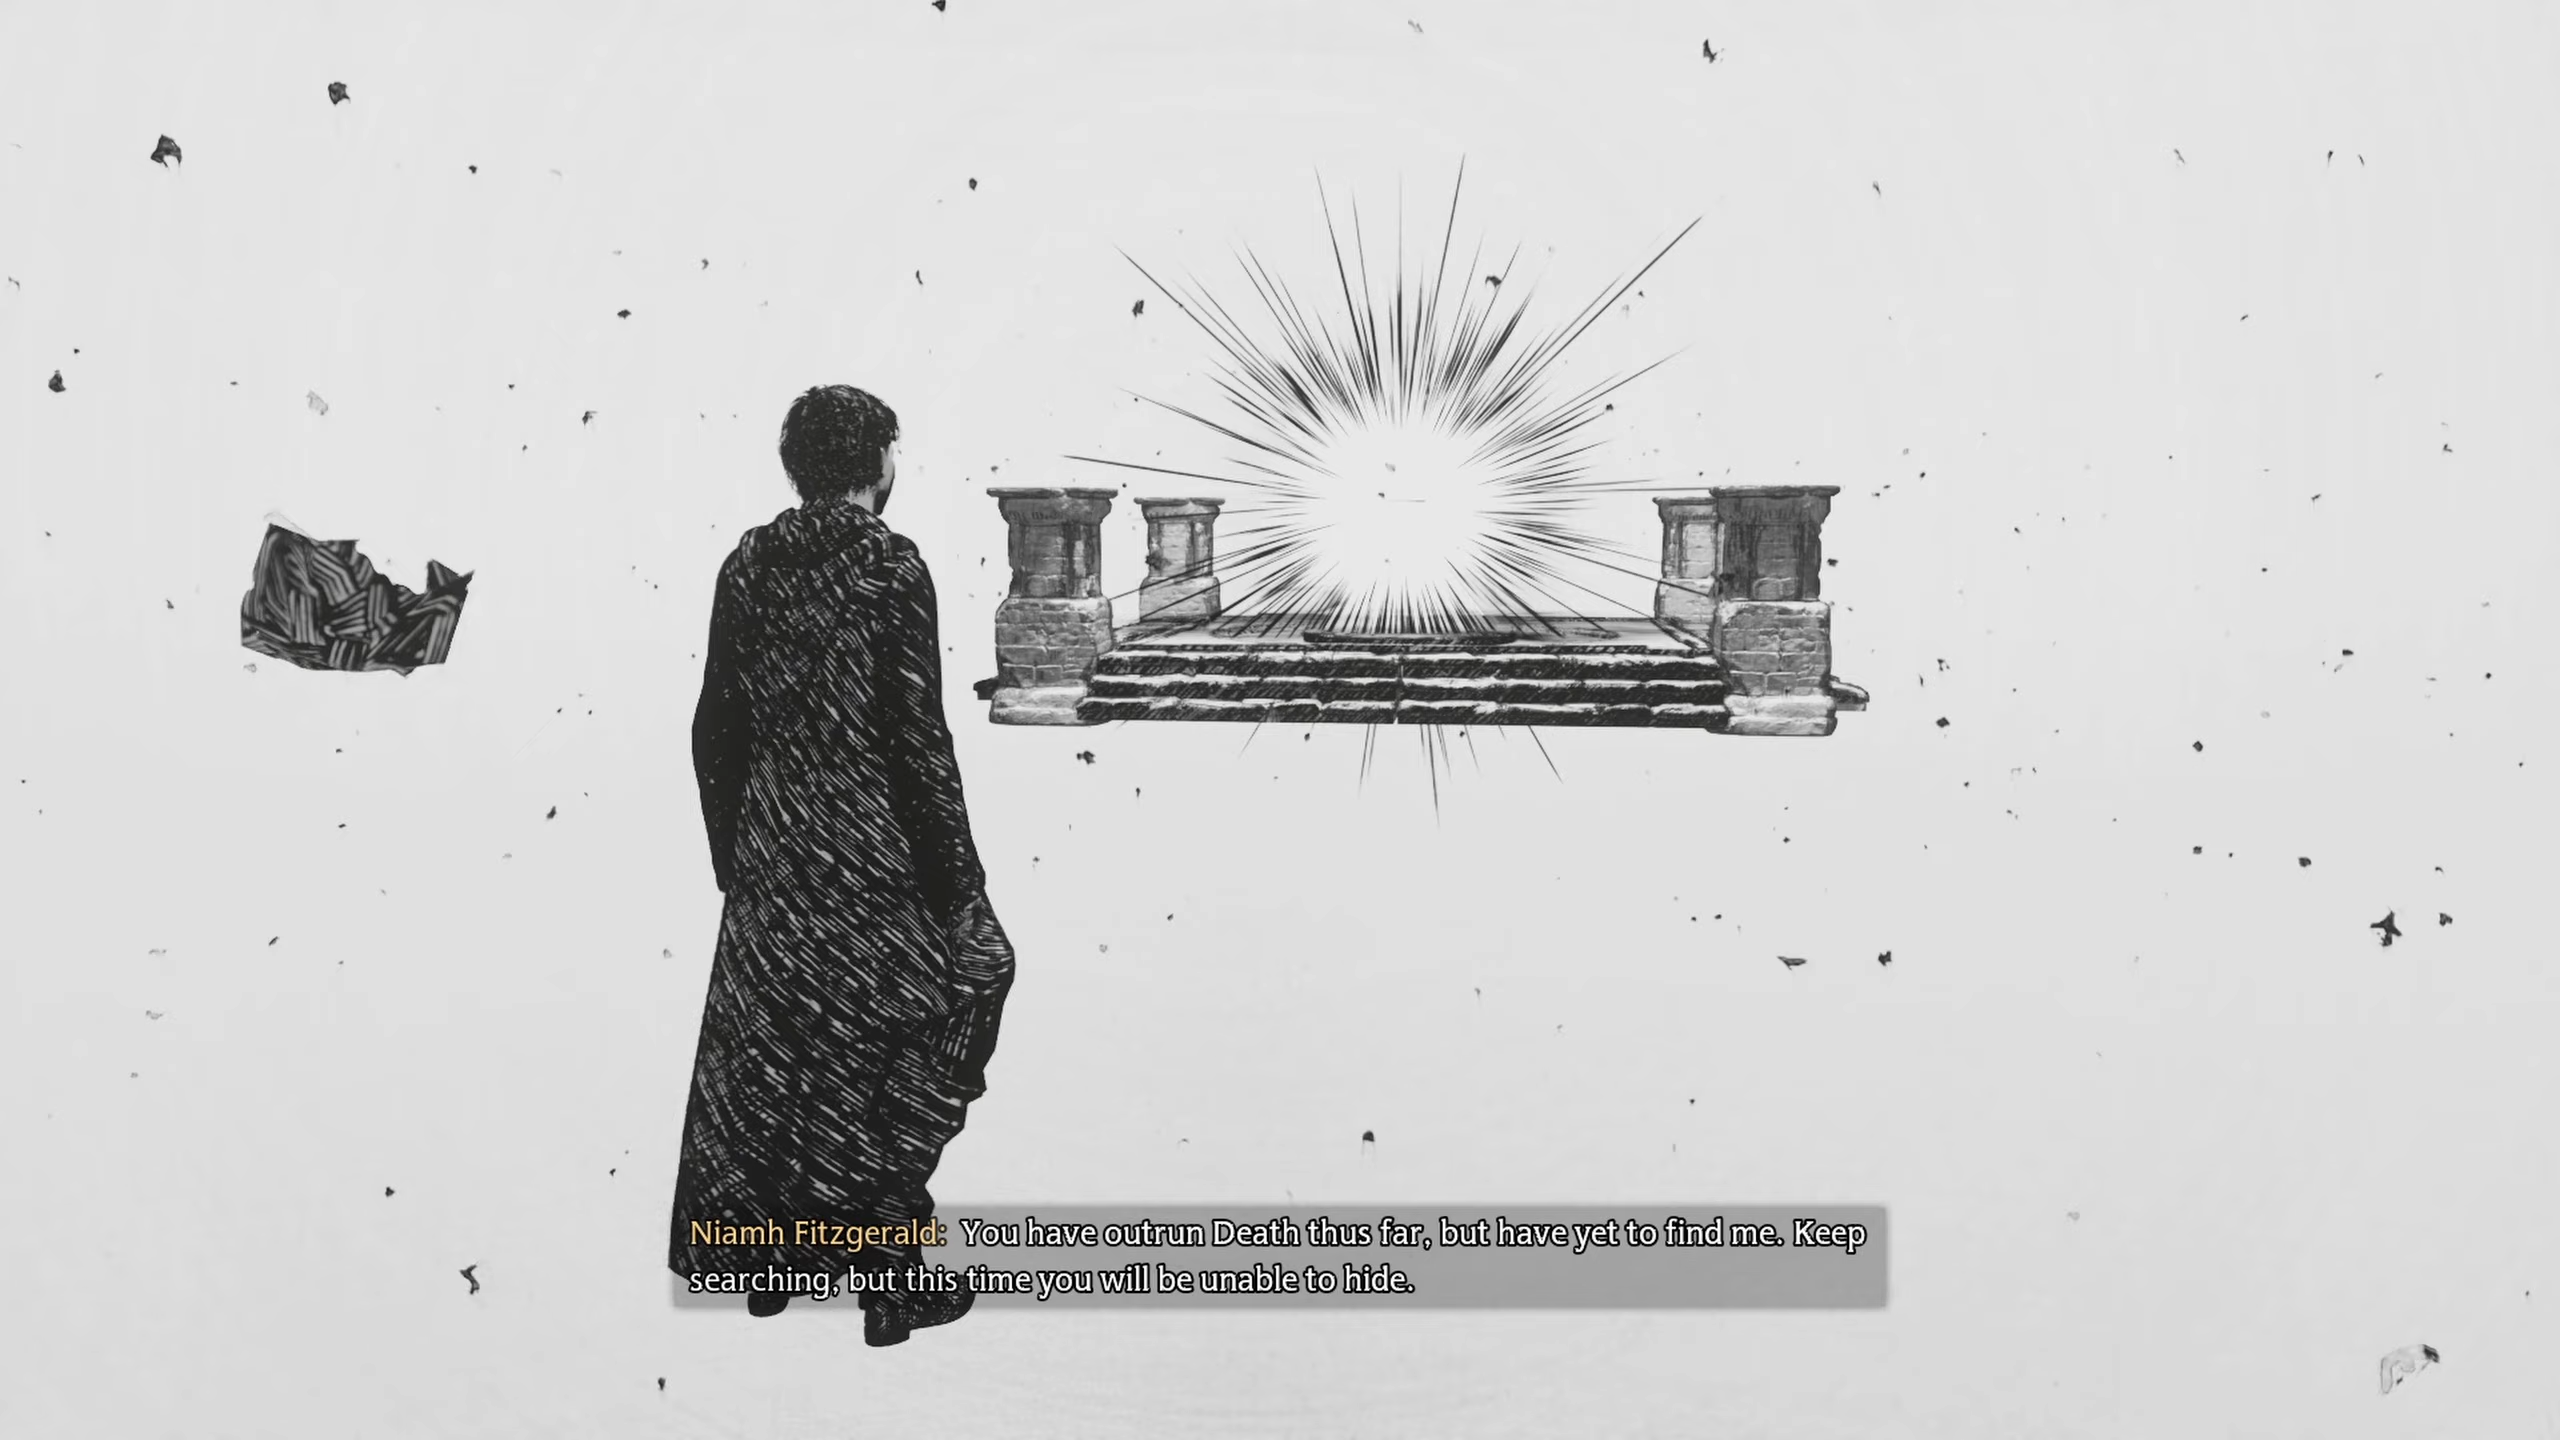 Niamh Fitzgerald: You have outrun Death thus far, but have yet to find me. Keep
searching, but this time you will be unable to hide.